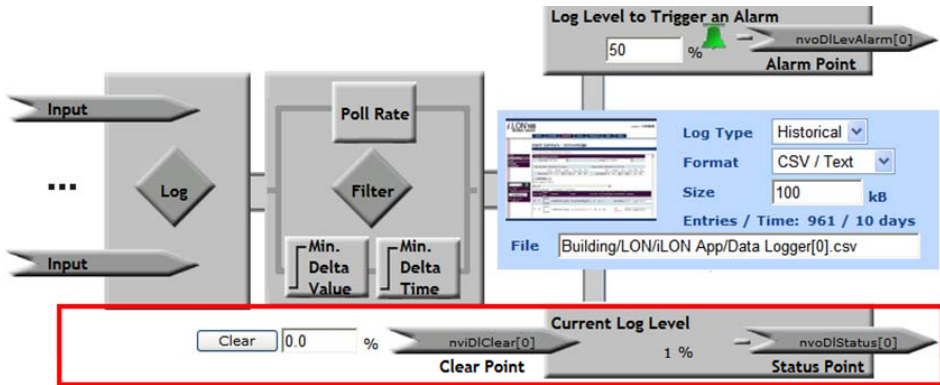 Log Level to Trigger an Alarm
50 %
nvoDlLevAlarm[0]
Alarm Point
Input
Poll Rate
...
Log
Filter
Input
Min. Delta Value
Min. Delta Time
Log Type Historical
Format CSV / Text
Size 100 kB
Entries / Time: 961 / 10 days
File Building/LON/iLON App/Data Logger[0].csv
Clear 0.0 %
nviDlClear[0]
Clear Point
Current Log Level
1 %
nvoDlStatus[0]
Status Point